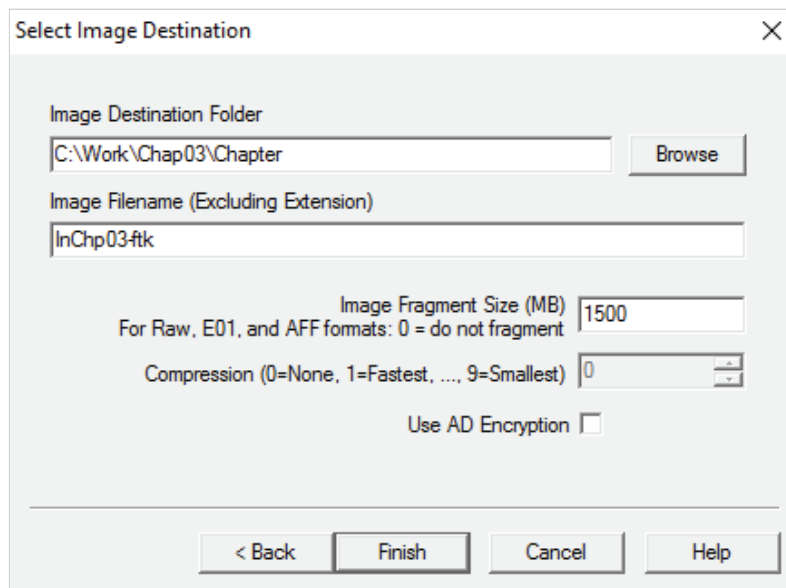 Select Image Destination
Image Destination Folder
C:\Work\Chap03\Chapter
Browse
Image Filename (Excluding Extension)
InChp03-ftk
Image Fragment Size (MB)
For Raw, E01, and AFF formats: 0 = do not fragment
1500
Compression (0=None, 1=Fastest, ..., 9=Smallest)
0
Use AD Encryption
< Back
Finish
Cancel
Help